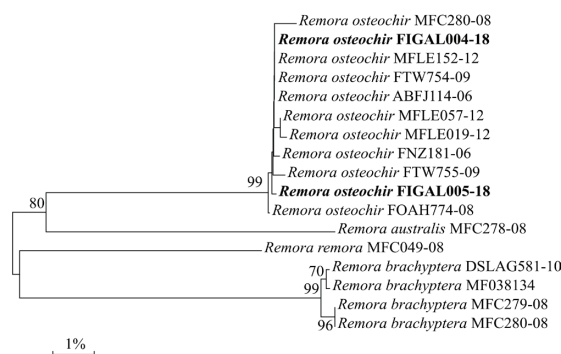 Remora osteochir MFC280-08
Remora osteochir FIGAL004-18
Remora osteochir MFLE152-12
Remora osteochir FTW754-09
Remora osteochir ABFJ114-06
Remora osteochir MFLE057-12
Remora osteochir MFLE019-12
Remora osteochir FNZ181-06
Remora osteochir FTW755-09
99
Remora osteochir FIGAL005-18
80
Remora osteochir FOAH774-08
Remora australis MFC278-08
Remora remora MFC049-08
70
Remora brachyptera DSLAG581-10
99
Remora brachyptera MF038134
Remora brachyptera MFC279-08
96
Remora brachyptera MFC280-08
1%